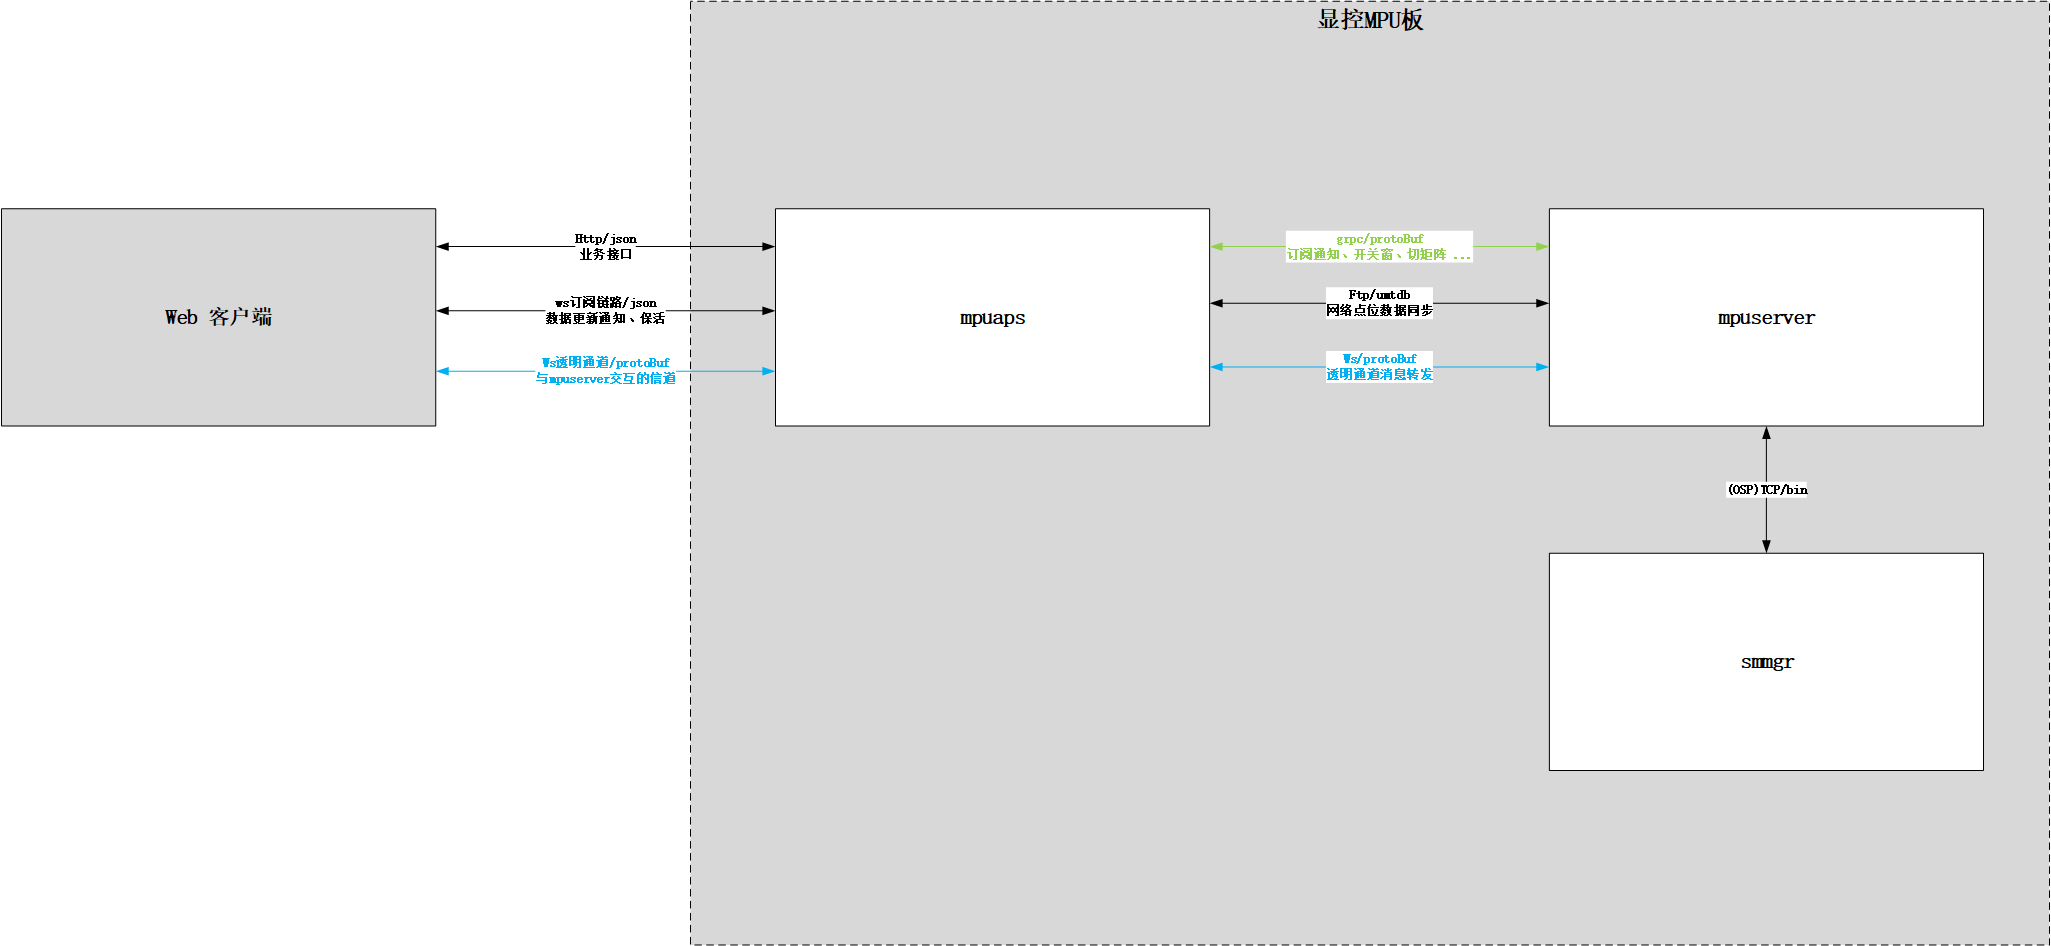 显控MPU板
Http/json
业务接口
grpc/protoBuf
订阅通知、开关窗、切矩阵 ...
Web 客户端
ws订阅链路/json
数据更新通知、保活
mpuaps
Ftp/umtdb
网络点位数据同步
mpuserver
Ws透明通道/protoBuf
与mpuserver交互的信道
Ws/protoBuf
透明通道消息转发
(OSP)TCP/bin
smmgr